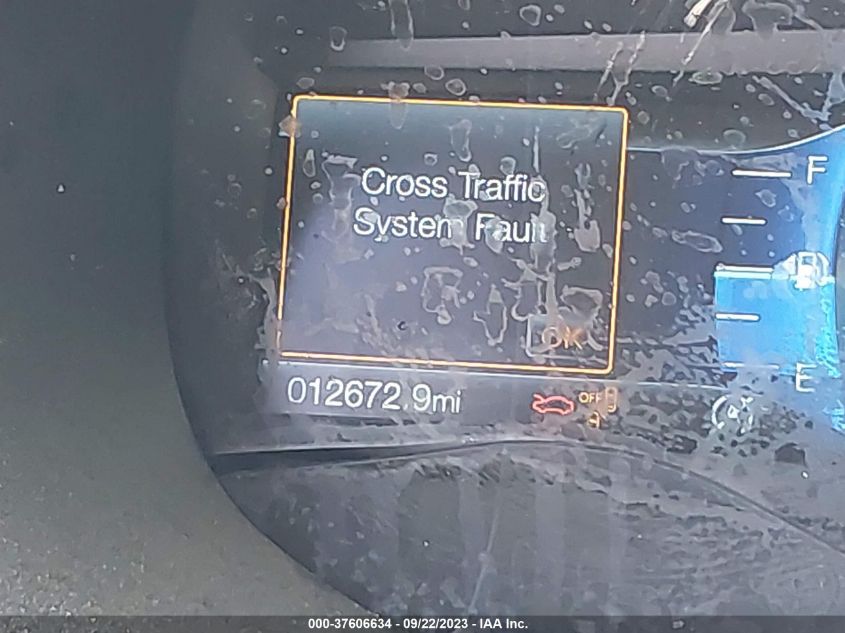 Cross Traffic
System Fault
OK
F
E
012672.9mi
OFF
000-37606634 - 09/22/2023 - IAA Inc.